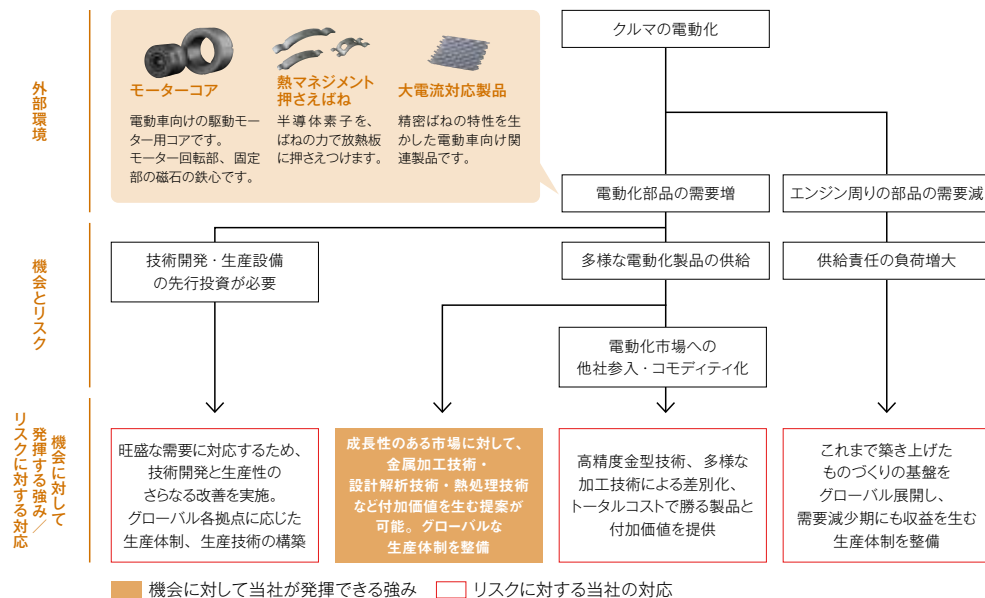 外部環境
モーターコア
電動車向けの駆動モー
ター用コアです。
モーター回転部、固定
部の磁石の鉄心です。
熱マネジメント
押さえばね
半導体素子を、
ばねの力で放熱板
に押さえつけます。
大電流対応製品
精密ばねの特性を生
かした電動車向け関
連製品です。
クルマの電動化
電動化部品の需要増
エンジン周りの部品の需要減
機会とリスク
技術開発・生産設備
の先行投資が必要
多様な電動化製品の供給
供給責任の負荷増大
電動化市場への
他社参入・コモディティ化
機会に対して
発揮する強み／
リスクに対する対応
旺盛な需要に対応するため、
技術開発と生産性の
さらなる改善を実施。
グローバル各拠点に応じた
生産体制、生産技術の構築
成長性のある市場に対して、
金属加工技術・
設計解析技術・熱処理技術
など付加価値を生む提案が
可能。グローバルな
生産体制を整備
高精度金型技術、多様な
加工技術による差別化、
トータルコストで勝る製品と
付加価値を提供
これまで築き上げた
ものづくりの基盤を
グローバル展開し、
需要減少期にも収益を生む
生産体制を整備
機会に対して当社が発揮できる強み
リスクに対する当社の対応